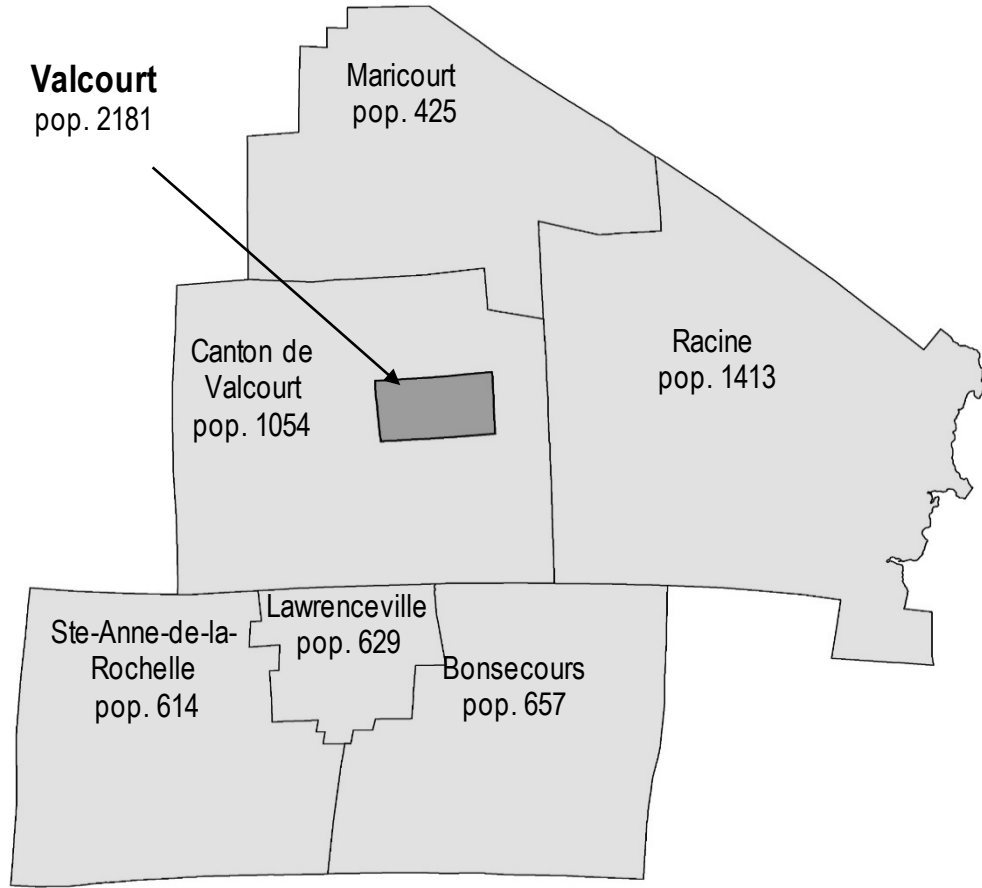 Valcourt
pop. 2181
Maricourt
pop. 425
Canton de
Valcourt
pop. 1054
Racine
pop. 1413
Ste-Anne-de-la-
Rochelle
pop. 614
Lawrenceville
pop. 629
Bonsecours
pop. 657